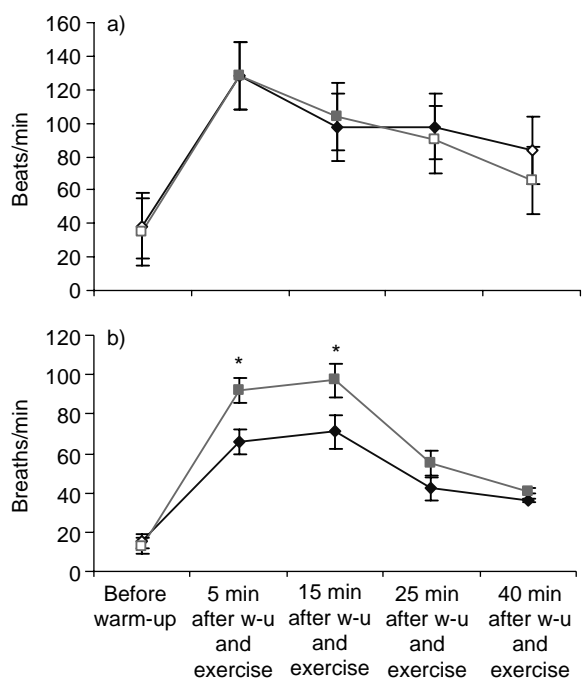 a)
160
140
120
100
80
60
40
20
0
Beats/min
b)
*
*
120
100
80
60
40
20
0
Breaths/min
Before
warm-up
5 min
after w-u
and
exercise
15 min
after w-u
and
exercise
25 min
after w-u
and
exercise
40 min
after w-u
and
exercise